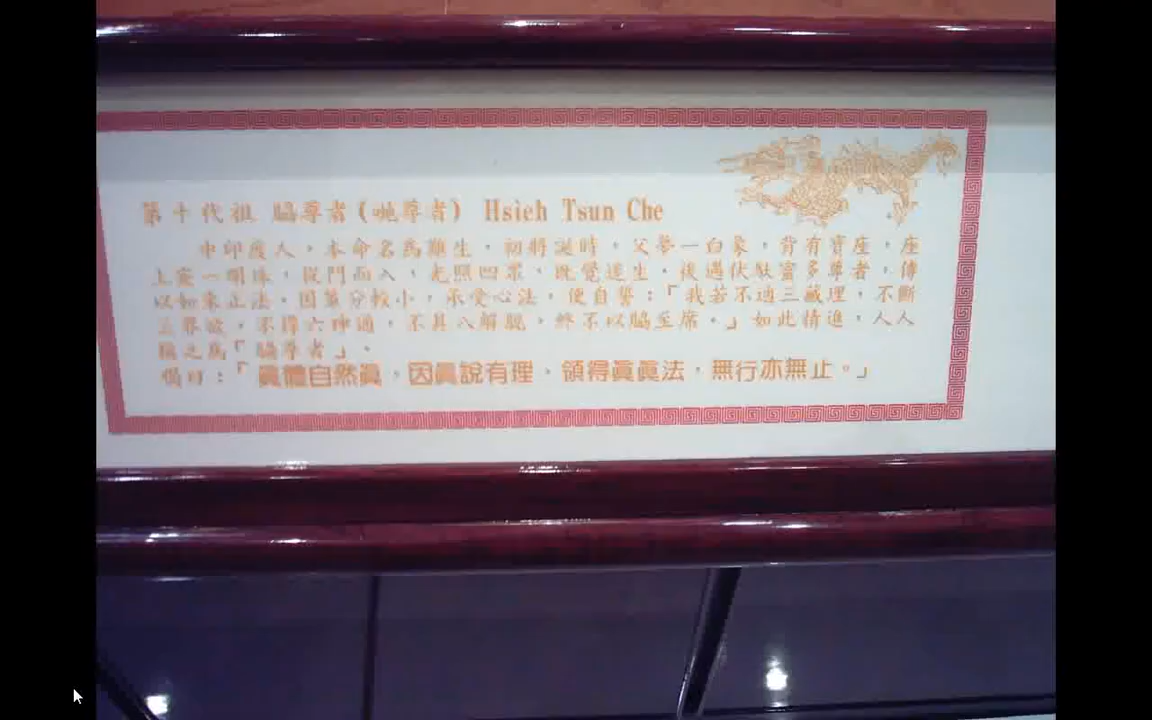 第十代祖 脇尊者(咃尊者) Hsieh Tsun Che
中印度人，本命名為難生，初將誕時，父夢一白象，背有寶座，座
上安一明珠，從門而入，光照四眾，既覺遂生。後遇伏馱蜜多尊者，傳
以如來正法，因 較小，承受心法，便自誓：「我若不通三藏理，不斷
三界欲，不得六神通，不具八解脫，終不以脇至席。」如此精進，人人
稱之為「脇尊者」。
偈曰：「真體自然真，因真說有理，領得真真法，無行亦無止。」